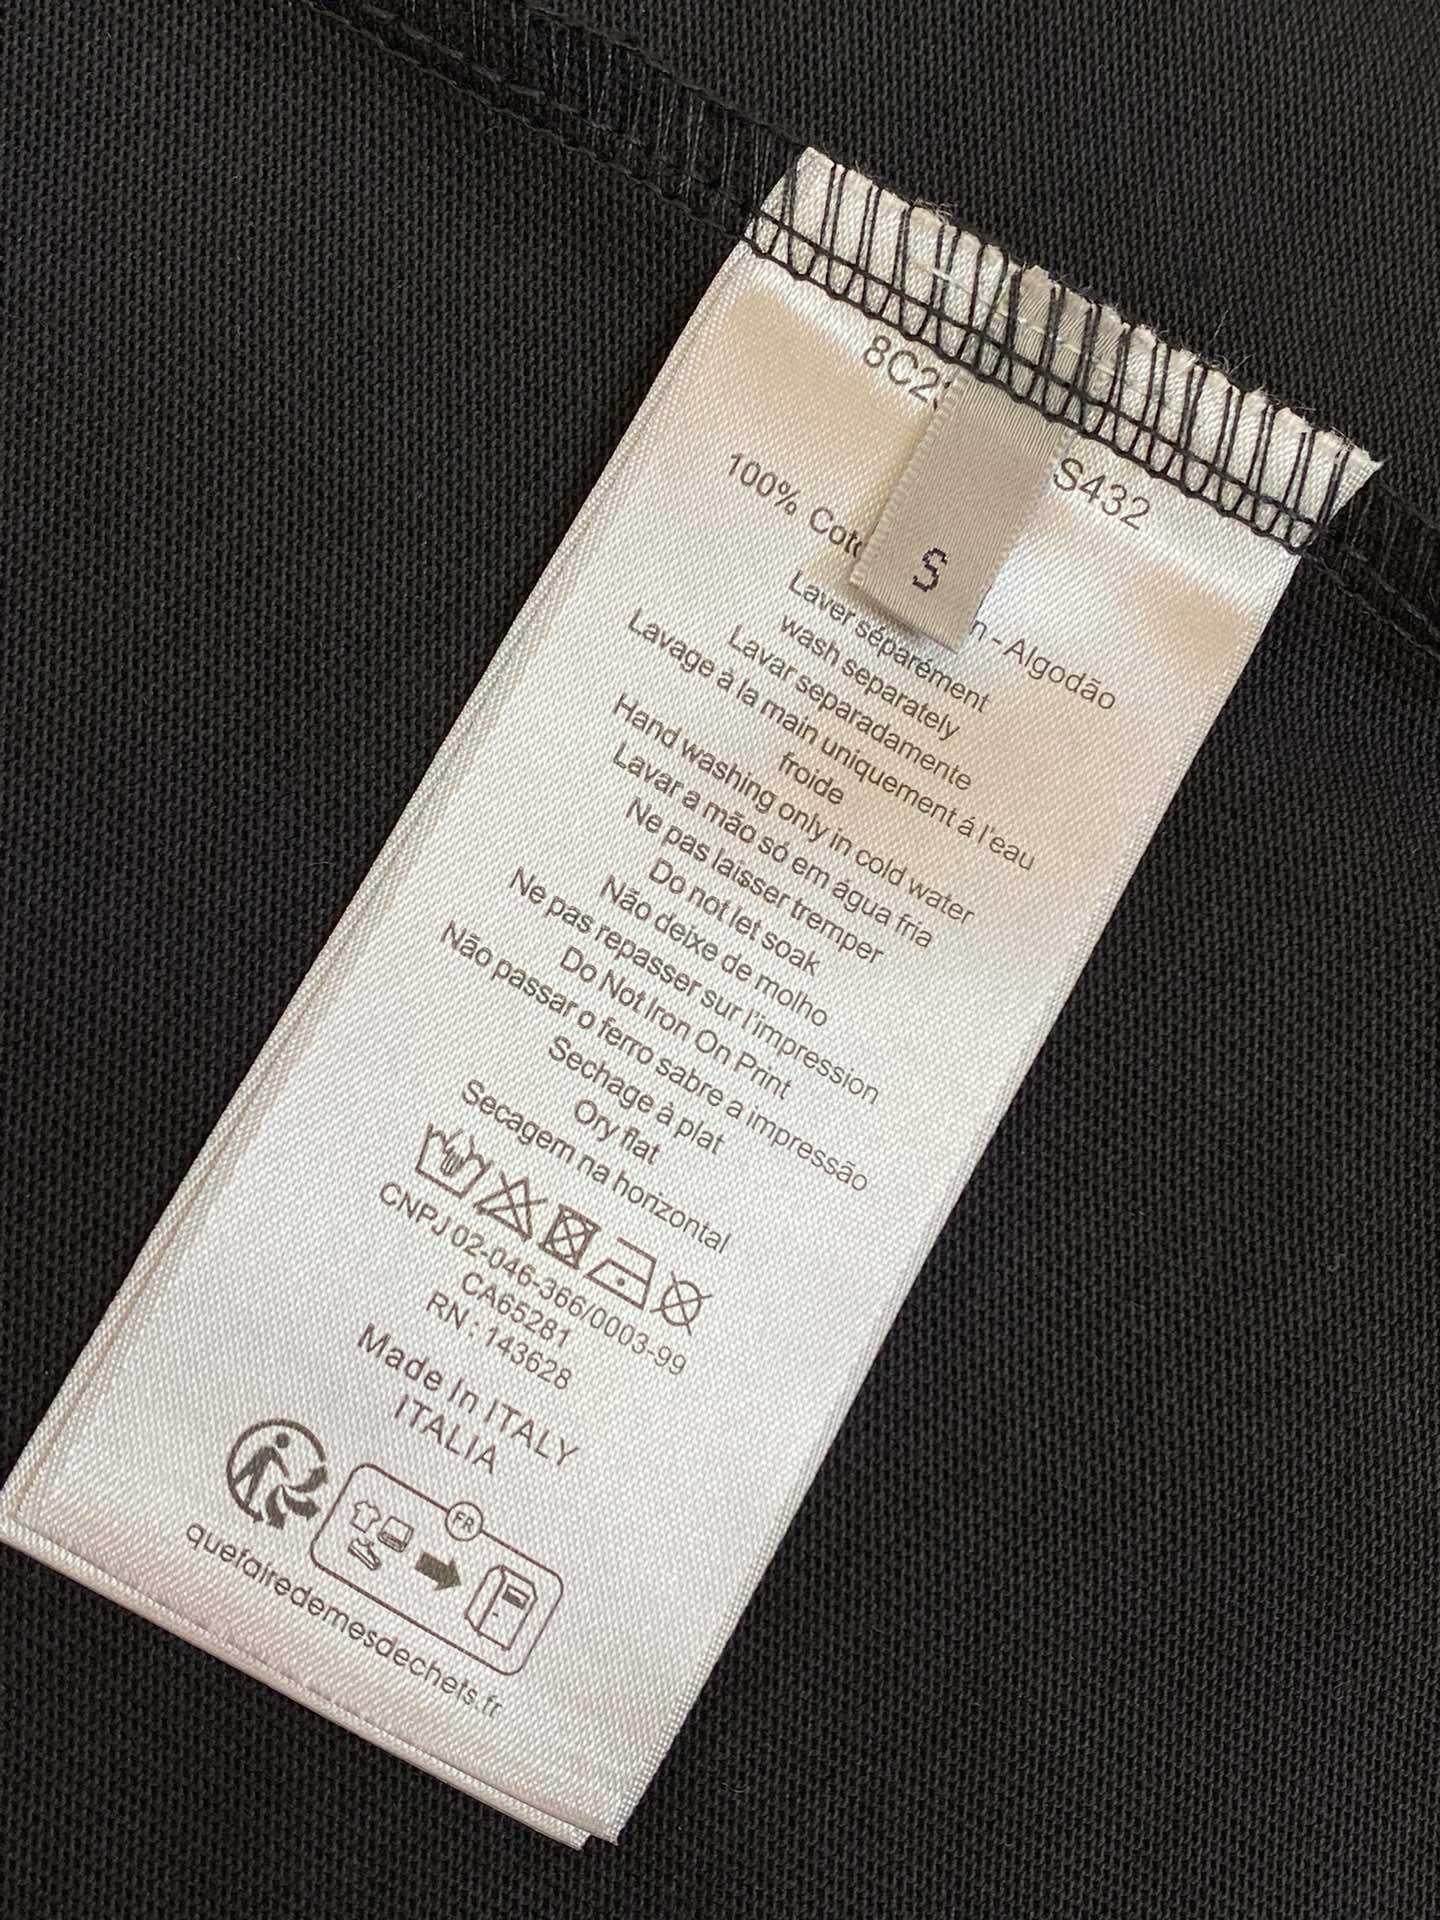 S432
100%
S
- Algodão
Laver séparément
wash separately
Lavar separadamente
Lavage à la main uniquement á l'eau
froide
Hand washing only in cold water
Lavar a mão só em água fria
Ne pas laisser tremper
Do not let soak
Não deixe de molho
Ne pas repasser sur l'impression
Do Not Iron On Print
Não passar o ferro sabre a impressão
Sechage à plat
Ory flat
Secagem na horizontal
CNPJ 02-046-366/0003-99
CA65281
RN : 143628
Made In ITALY
ITALIA
FR
quefairedemesdechets.fr